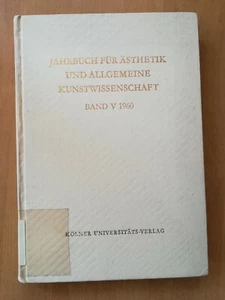 JAHRBUCH FÜR ÄSTHETIK
UND ALLGEMEINE
KUNSTWISSENSCHAFT
BAND V 1960
KÖLNER UNIVERSITÄTS-VERLAG